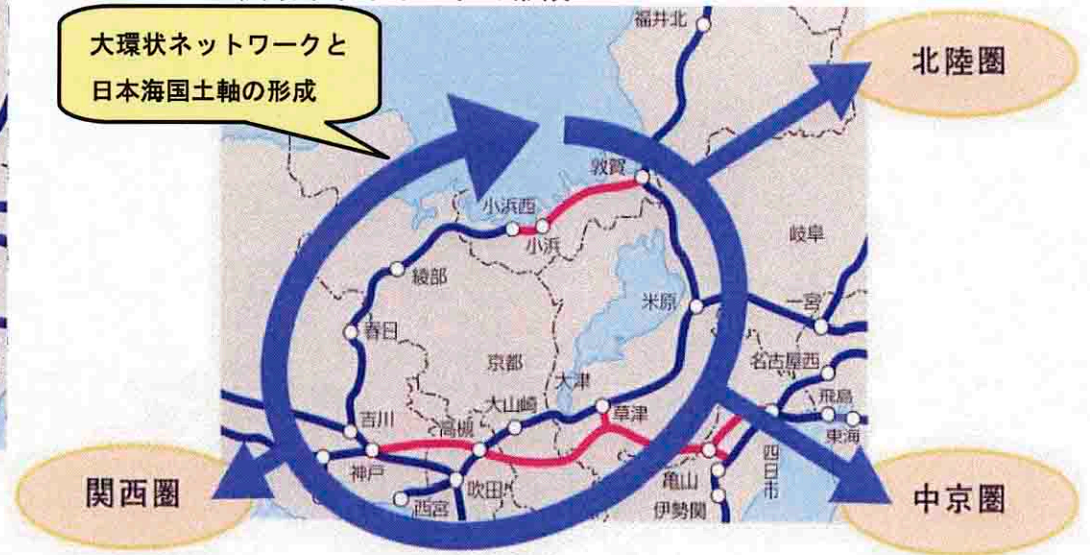 大環状ネットワークと
日本海国土軸の形成
福井北
北陸圏
敦賀
小浜西
小浜
岐阜
綾部
米原
一宮
春日
京都
名古屋西
大津
大山崎
飛島
吉川
高槻
草津
東海
神戸
四日市
吹田
亀山
西宮
伊勢関
関西圏
中京圏